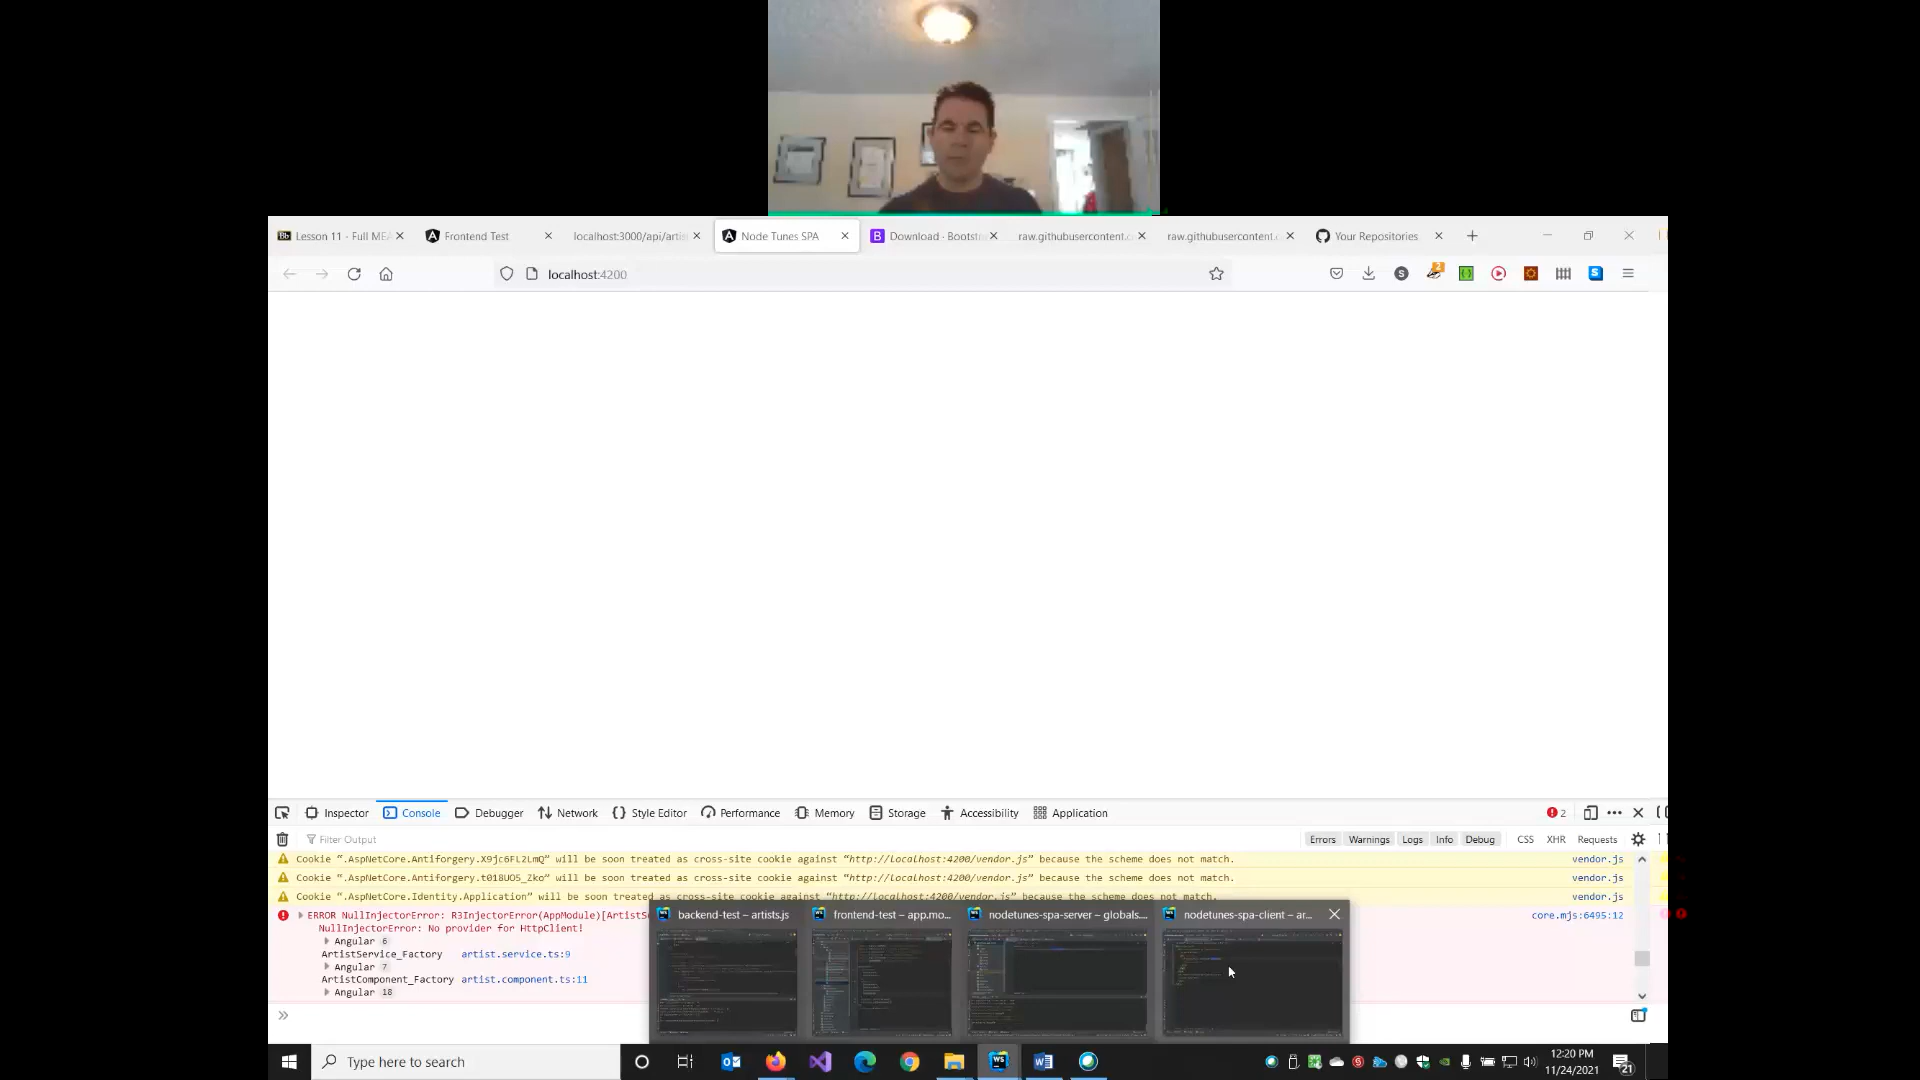 Lesson 11 - Full ME
Frontend Test
localhost:3000/api/artis
Node Tunes SPA
Download · Bootstr
raw.githubusercontent.c
raw.githubusercontent.c
Your Repositories
localhost:4200
Inspector
Console
Debugger
Network
Style Editor
Performance
Memory
Storage
Accessibility
Application
2
Filter Output
Errors
Warnings
Logs
Info
Debug
CSS
XHR
Requests
Cookie “.AspNetCore.Antiforgery.X9jc6FL2LmQ” will be soon treated as cross-site cookie against “http://localhost:4200/vendor.js” because the scheme does not match.
vendor.js
Cookie “.AspNetCore.Antiforgery.t018UO5_Zko” will be soon treated as cross-site cookie against “http://localhost:4200/vendor.js” because the scheme does not match.
vendor.js
Cookie “.AspNetCore.Identity.Application” will be soon treated as cross-site cookie against “http://localhost:4200/vendor.js” because the scheme does not match.
vendor.js
ERROR NullInjectorError: R3InjectorError(AppModule)[ArtistS
core.mjs:6495:12
NullInjectorError: No provider for HttpClient!
Angular 6
ArtistService_Factory artist.service.ts:9
Angular 7
ArtistComponent_Factory artist.component.ts:11
Angular 18
backend-test – artists.js
frontend-test – app.mo...
nodetunes-spa-server – globals....
nodetunes-spa-client – ar...
Type here to search
12:20 PM
11/24/2021
21